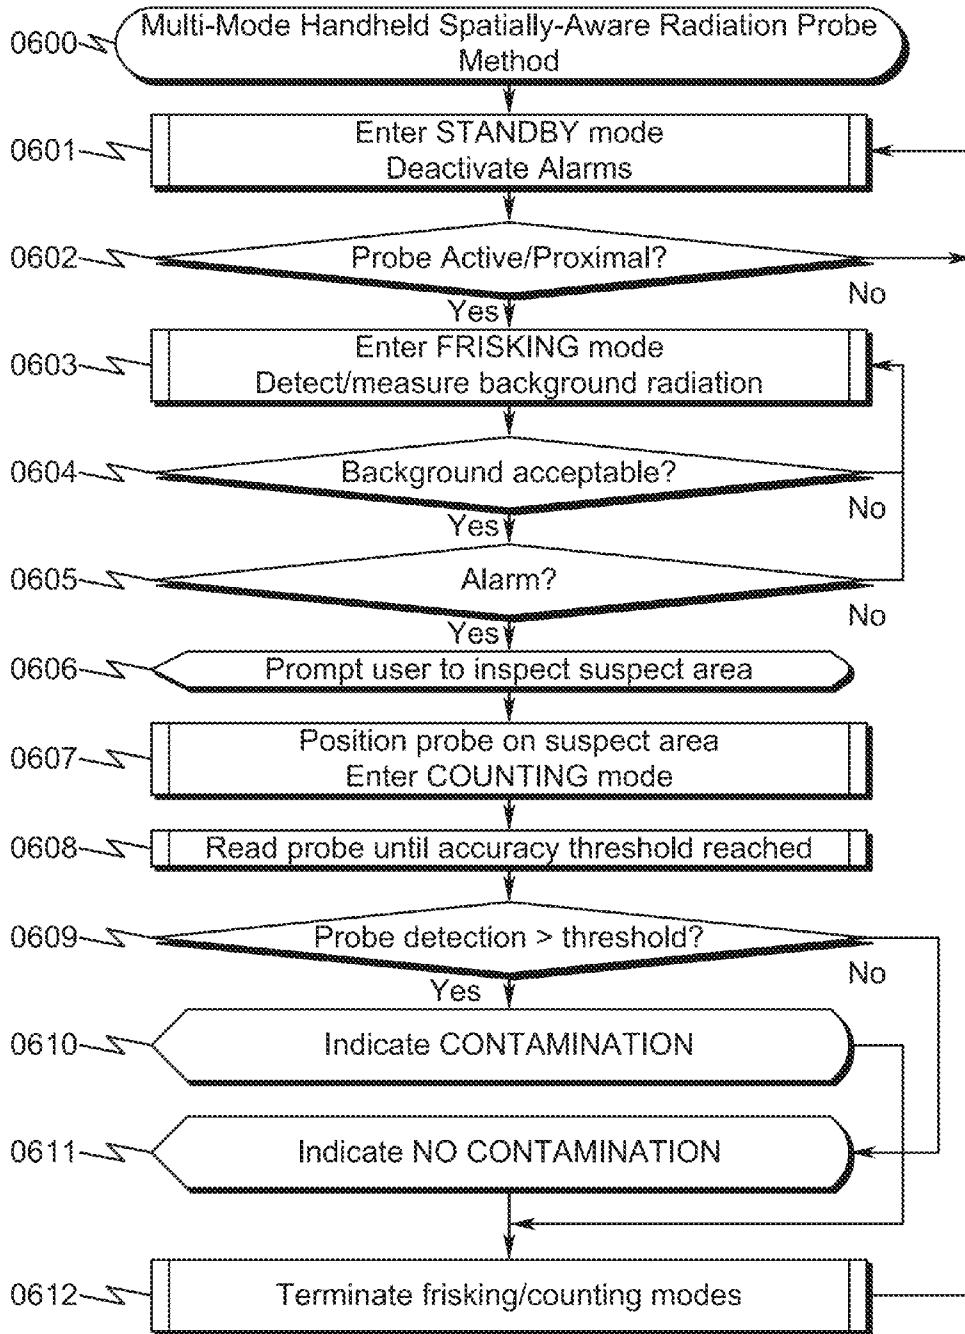 0600
Multi-Mode Handheld Spatially-Aware Radiation Probe
Method
0601
Enter STANDBY mode
Deactivate Alarms
0602
Probe Active/Proximal?
No
Yes
0603
Enter FRISKING mode
Detect/measure background radiation
0604
Background acceptable?
No
Yes
0605
Alarm?
No
Yes
0606
Prompt user to inspect suspect area
0607
Position probe on suspect area
Enter COUNTING mode
0608
Read probe until accuracy threshold reached
0609
Probe detection > threshold?
No
Yes
0610
Indicate CONTAMINATION
0611
Indicate NO CONTAMINATION
0612
Terminate frisking/counting modes